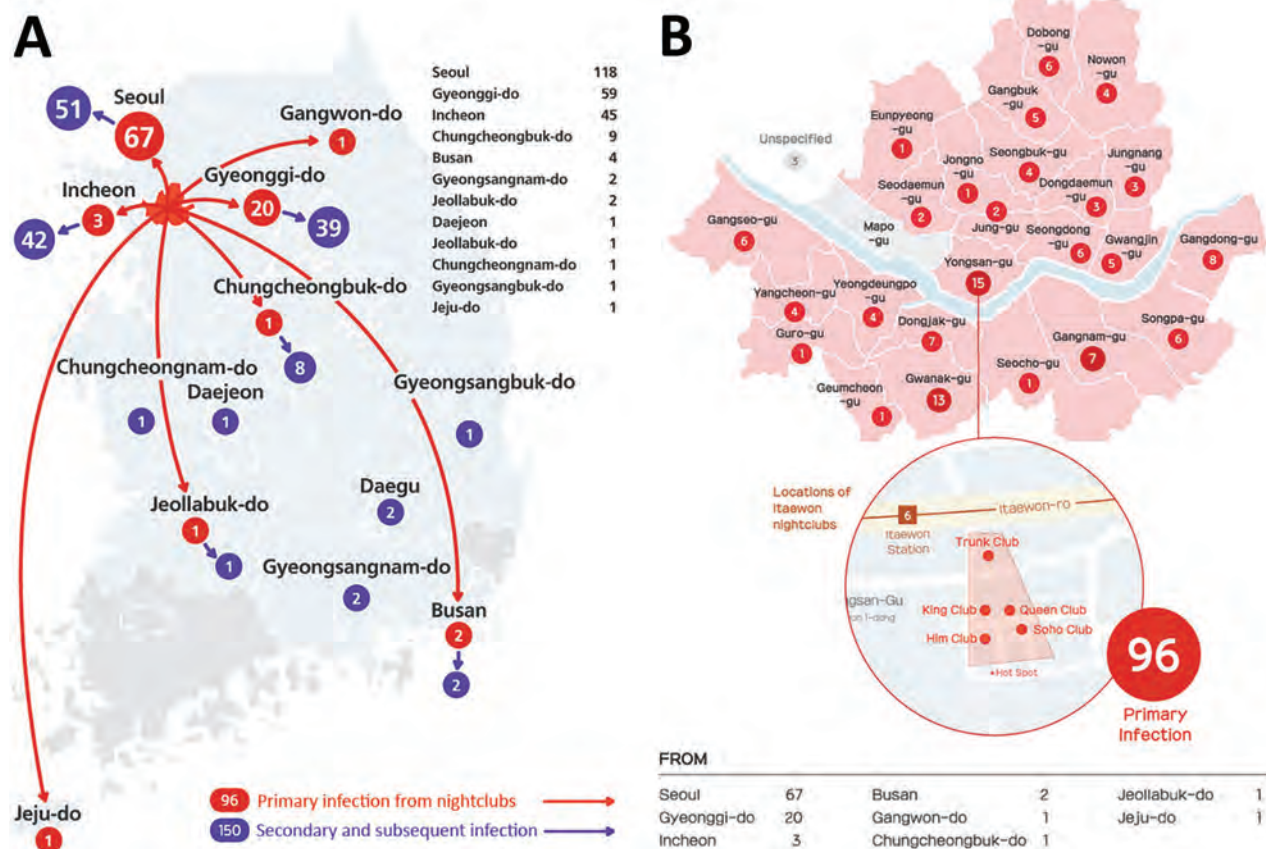 A
Seoul
51
67
Gangwon-do
1
Incheon
3
42
Gyeonggi-do
20
39
Chungcheongbuk-do
1
8
Chungcheongnam-do
1
Daejeon
1
Gyeongsangbuk-do
1
Jeollabuk-do
1
1
Daegu
2
Gyeongsangnam-do
2
Busan
2
2
Jeju-do
1
Seoul 118
Gyeonggi-do 59
Incheon 45
Chungcheongbuk-do 9
Busan 4
Gyeongsangnam-do 2
Jeollabuk-do 2
Daejeon 1
Jeollabuk-do 1
Chungcheongnam-do 1
Gyeongsangbuk-do 1
Jeju-do 1
96 Primary infection from nightclubs
150 Secondary and subsequent infection
B
Dobong
-gu
6
Nowon
-gu
4
Gangbuk
-gu
5
Eunpyeong
-gu
1
Unspecified
3
Jongno
-gu
1
Seongbuk-gu
4
Jungnang
-gu
3
Seodaemun
-gu
2
Dongdaemun
-gu
3
2
Jung-gu
Gangseo-gu
6
Mapo
-gu
Seongdong
-gu
6
Gwangjin
-gu
5
Gangdong-gu
8
Yongsan-gu
15
Yangcheon-gu
4
Yeongdeungpo
-gu
4
Dongjak-gu
7
Guro-gu
1
Geumcheon
-gu
1
Gwanak-gu
13
Seocho-gu
1
Gangnam-gu
7
Songpa-gu
6
Locations of
Itaewon
nightclubs
6
Itaewon-ro
Itaewon
Station
Trunk Club
King Club
Queen Club
Him Club
Soho Club
gsan-Gu
on 1-dong
•Hot Spot
96
Primary
Infection
FROM
Seoul 67 Busan 2 Jeollabuk-do 1
Gyeonggi-do 20 Gangwon-do 1 Jeju-do 1
Incheon 3 Chungcheongbuk-do 1